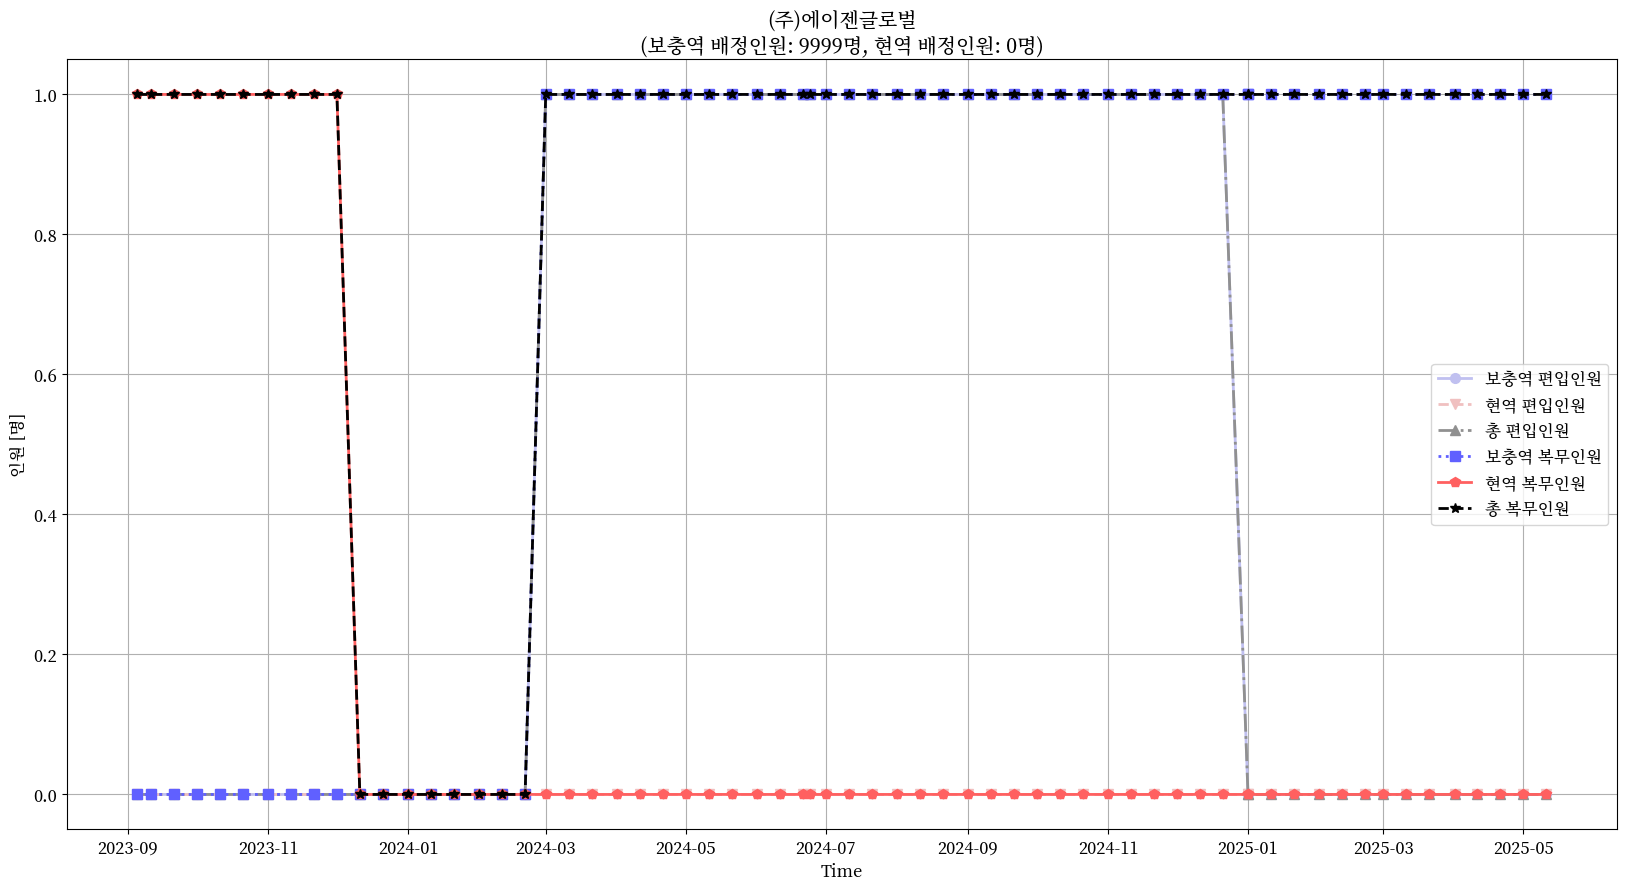 (주)에이젠글로벌
(보충역 배정인원: 9999명, 현역 배정인원: 0명)
1.0
0.8
0.6
0.4
0.2
0.0
인원 [명]
보충역 편입인원
현역 편입인원
총 편입인원
보충역 복무인원
현역 복무인원
총 복무인원
2023-09 2023-11 2024-01 2024-03 2024-05 2024-07 2024-09 2024-11 2025-01 2025-03 2025-05
Time